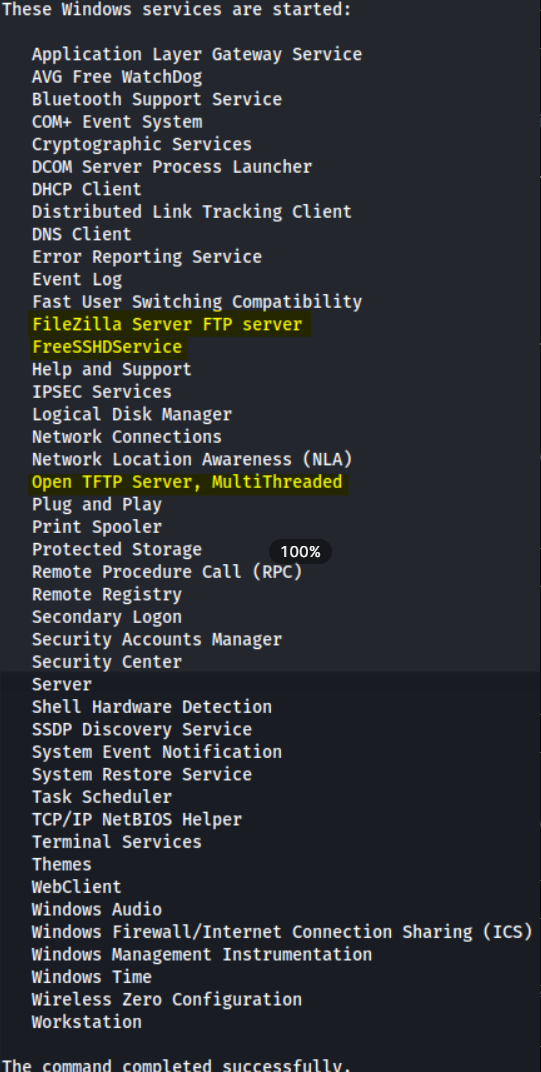 These Windows services are started:
Application Layer Gateway Service
AVG Free WatchDog
Bluetooth Support Service
COM+ Event System
Cryptographic Services
DCOM Server Process Launcher
DHCP Client
Distributed Link Tracking Client
DNS Client
Error Reporting Service
Event Log
Fast User Switching Compatibility
FileZilla Server FTP server
FreeSSHDService
Help and Support
IPSEC Services
Logical Disk Manager
Network Connections
Network Location Awareness (NLA)
Open TFTP Server, MultiThreaded
Plug and Play
Print Spooler
Protected Storage
100%
Remote Procedure Call (RPC)
Remote Registry
Secondary Logon
Security Accounts Manager
Security Center
Server
Shell Hardware Detection
SSDP Discovery Service
System Event Notification
System Restore Service
Task Scheduler
TCP/IP NetBIOS Helper
Terminal Services
Themes
WebClient
Windows Audio
Windows Firewall/Internet Connection Sharing (ICS)
Windows Management Instrumentation
Windows Time
Wireless Zero Configuration
Workstation
The command completed successfully.